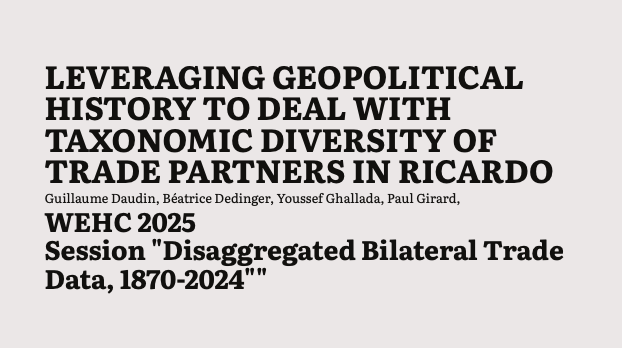 LEVERAGING GEOPOLITICAL
HISTORY TO DEAL WITH
TAXONOMIC DIVERSITY OF
TRADE PARTNERS IN RICARDO
Guillaume Daudin, Béatrice Dedinger, Youssef Ghallada, Paul Girard,
WEHC 2025
Session "Disaggregated Bilateral Trade
Data, 1870-2024""